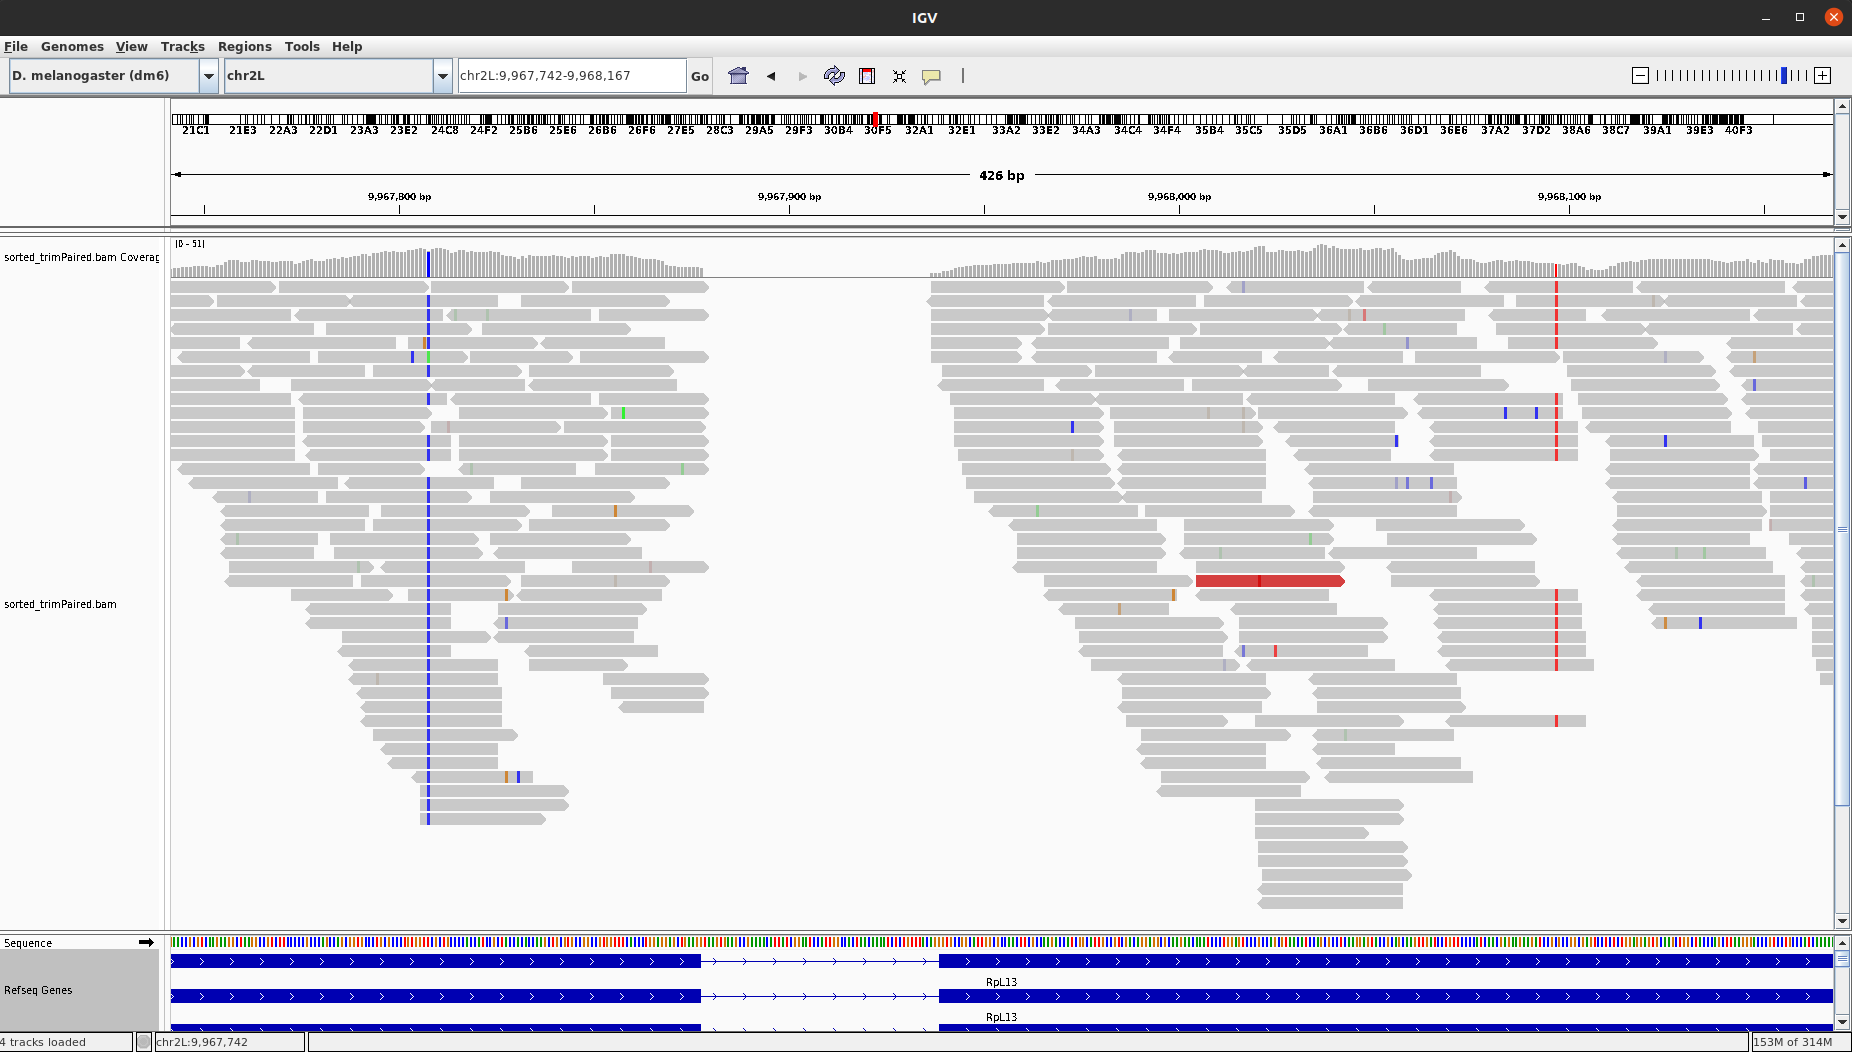 IGV
File Genomes View Tracks Regions Tools Help
D. melanogaster (dm6) chr2L chr2L:9,967,742-9,968,167 Go
21C1 21E3 22A3 22D1 23A3 23E2 24C8 24F2 25B6 25E6 26B6 26F6 27E5 28C3 29A5 29F3 30B4 30F5 32A1 32E1 33A2 33E2 34A3 34C4 34F4 35B4 35C5 35D5 36A1 36B6 36D1 36E6 37A2 37D2 38A6 38C7 39A1 39E3 40F3
426 bp
9,967,800 bp 9,967,900 bp 9,968,000 bp 9,968,100 bp
[0 - 51]
sorted_trimPaired.bam Coverag
sorted_trimPaired.bam
Sequence
RpL13
Refseq Genes
RpL13
4 tracks loaded chr2L:9,967,742 153M of 314M